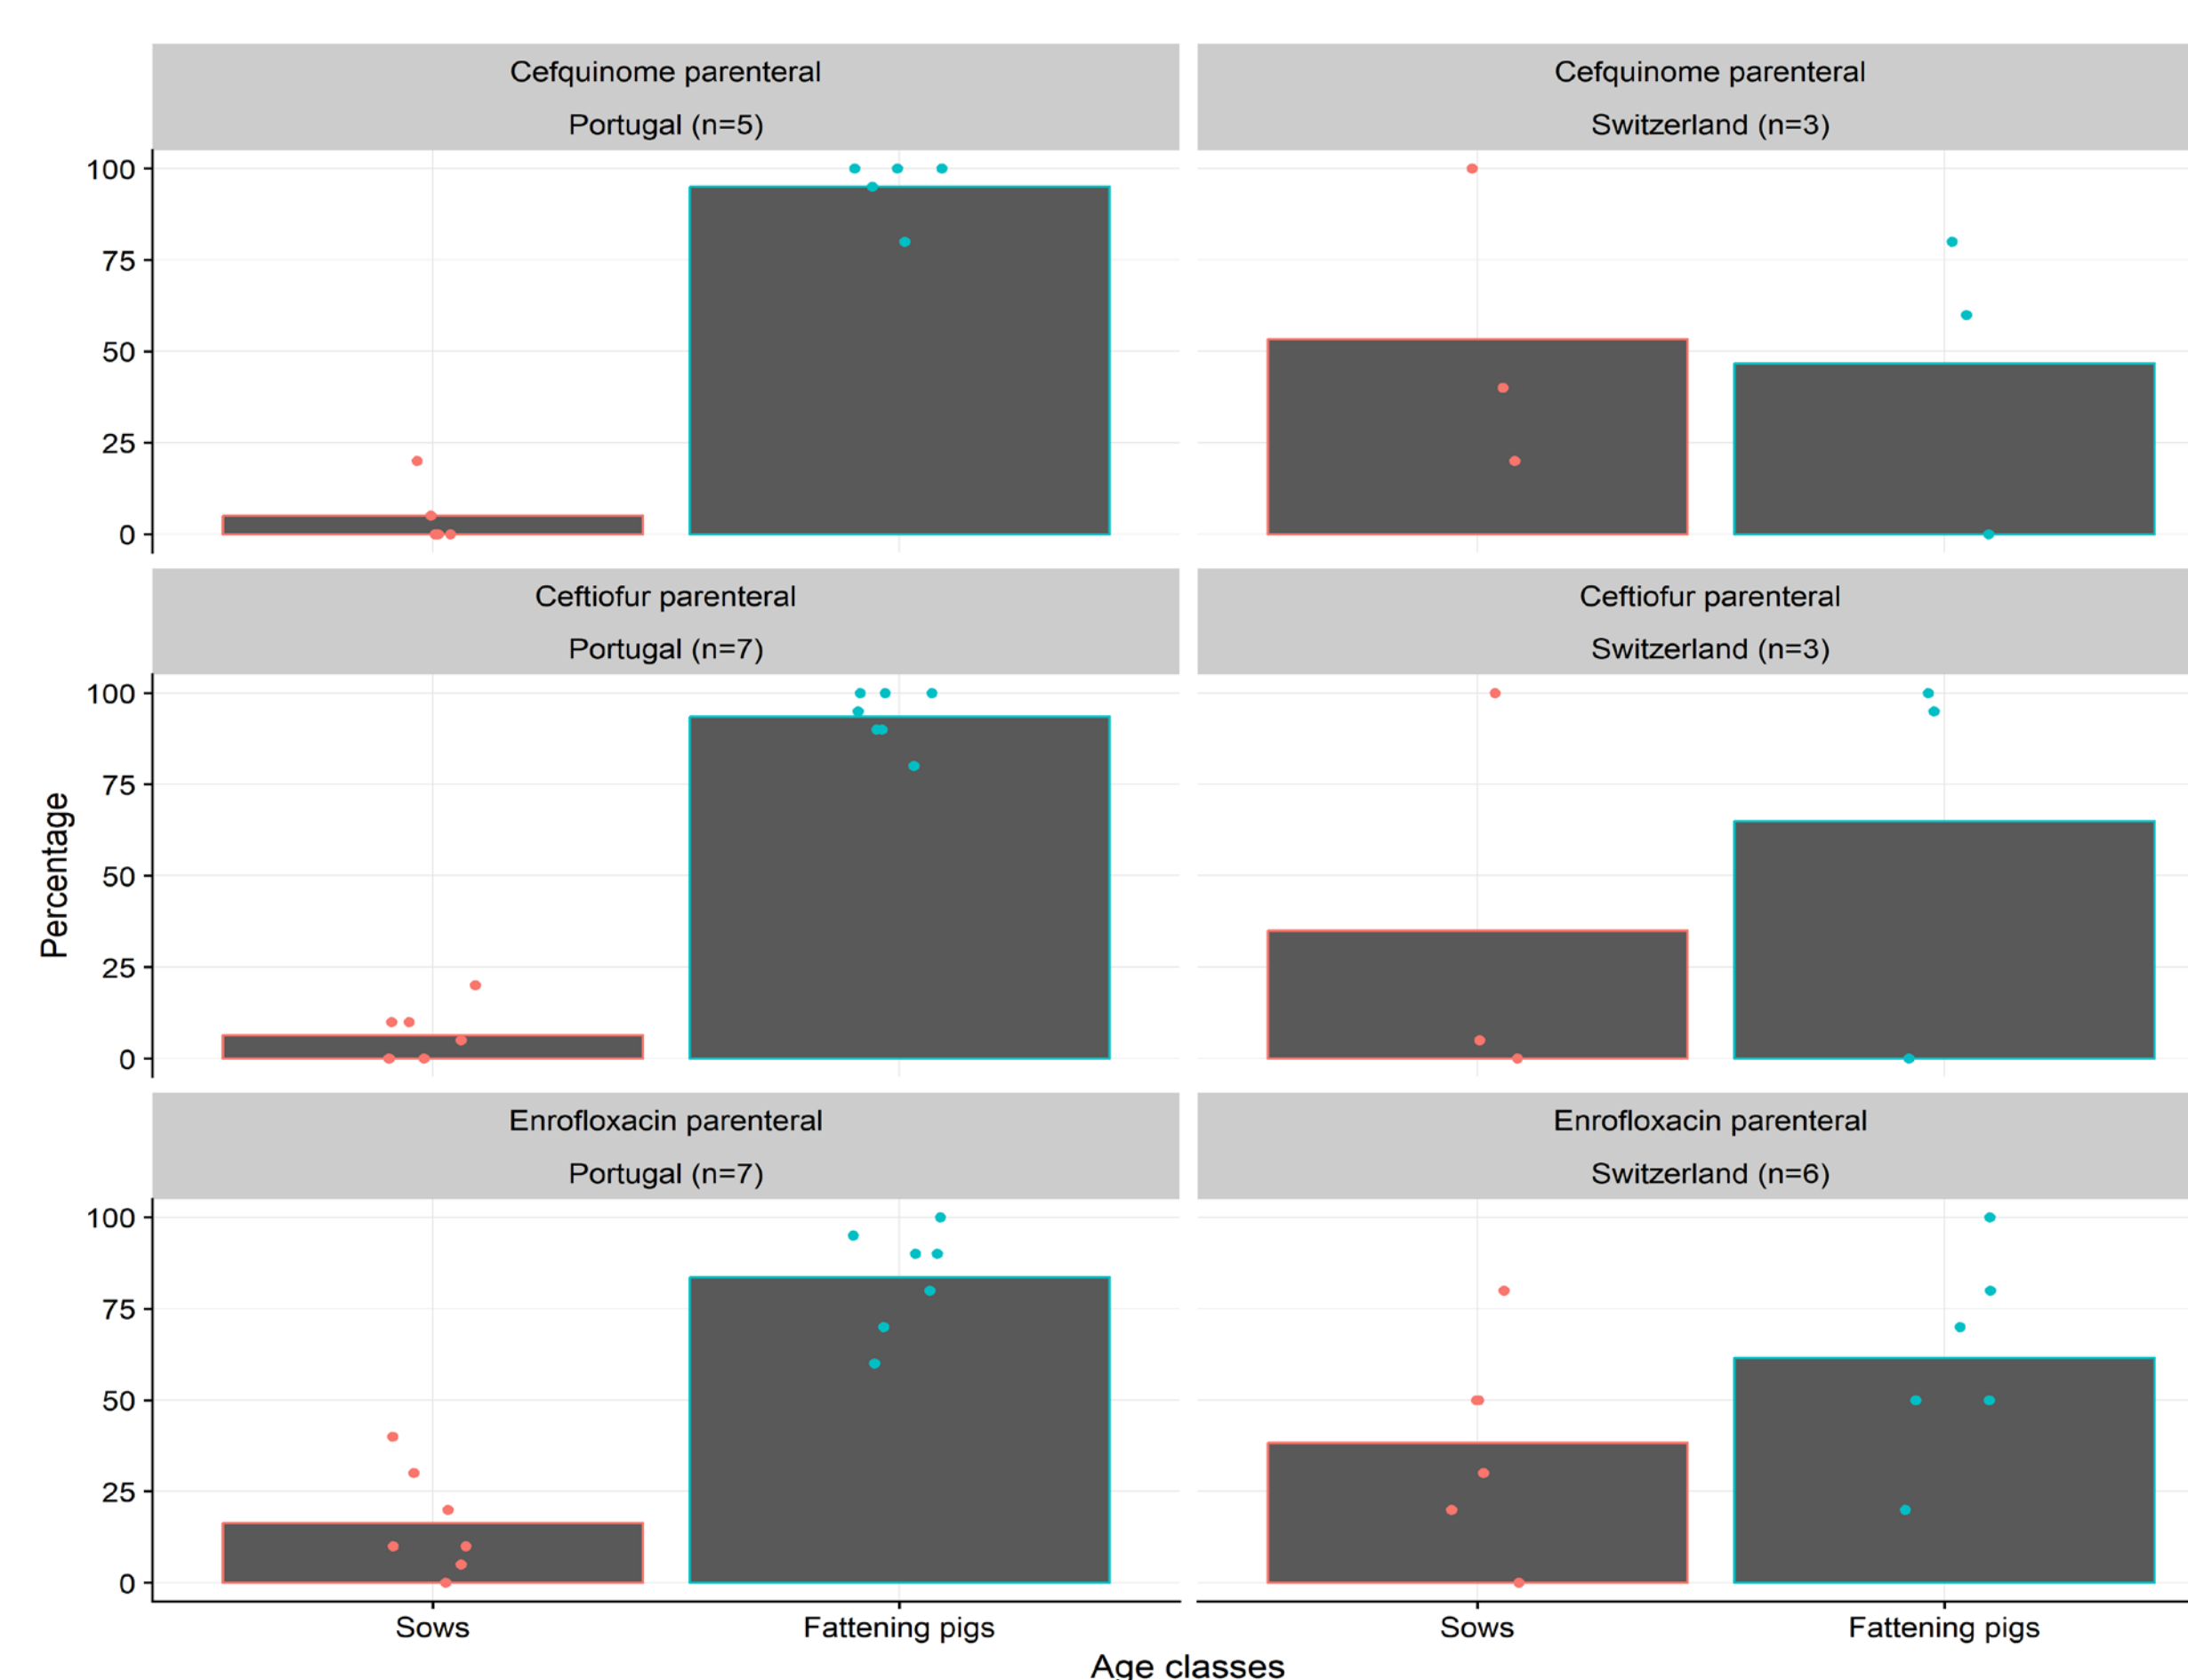 Cefquinome parenteral
Portugal (n=5)
Cefquinome parenteral
Switzerland (n=3)
100
75
50
25
0
Ceftiofur parenteral
Portugal (n=7)
Ceftiofur parenteral
Switzerland (n=3)
100
75
50
25
0
Percentage
Enrofloxacin parenteral
Portugal (n=7)
Enrofloxacin parenteral
Switzerland (n=6)
100
75
50
25
0
Sows
Fattening pigs
Sows
Fattening pigs
Age classes